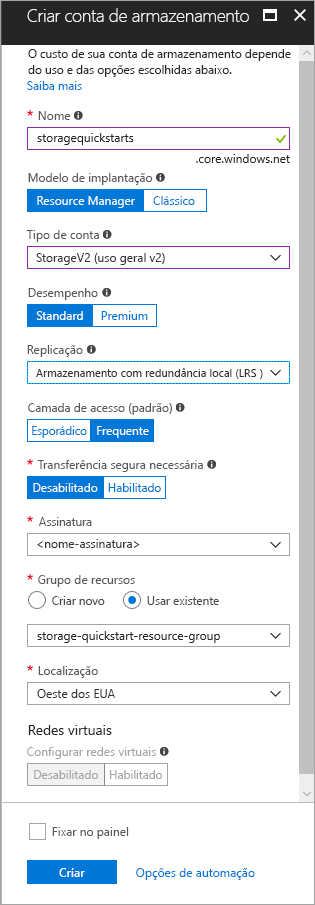 Criar conta de armazenamento
O custo de sua conta de armazenamento depende
do uso e das opções escolhidas abaixo.
Saiba mais
* Nome
storagequickstarts
.core.windows.net
Modelo de implantação
Resource Manager Clássico
Tipo de conta
StorageV2 (uso geral v2)
Desempenho
Standard Premium
Replicação
Armazenamento com redundância local (LRS )
Camada de acesso (padrão)
Esporádico Frequente
* Transferência segura necessária
Desabilitado Habilitado
* Assinatura
<nome-assinatura>
* Grupo de recursos
Criar novo Usar existente
storage-quickstart-resource-group
* Localização
Oeste dos EUA
Redes virtuais
Configurar redes virtuais
Desabilitado Habilitado
Fixar no painel
Criar Opções de automação